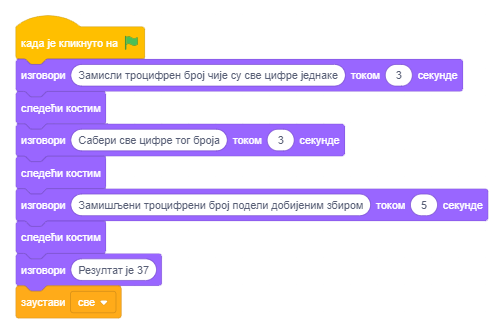 када је кликнуто на
изговори Замисли троцифрен број чије су све цифре једнаке током 3 секунде
следећи костим
изговори Сабери све цифре тог броја током 3 секунде
следећи костим
изговори Замишљени троцифрени број подели добијеним збиром током 5 секунде
следећи костим
изговори Резултат је 37
заустави све